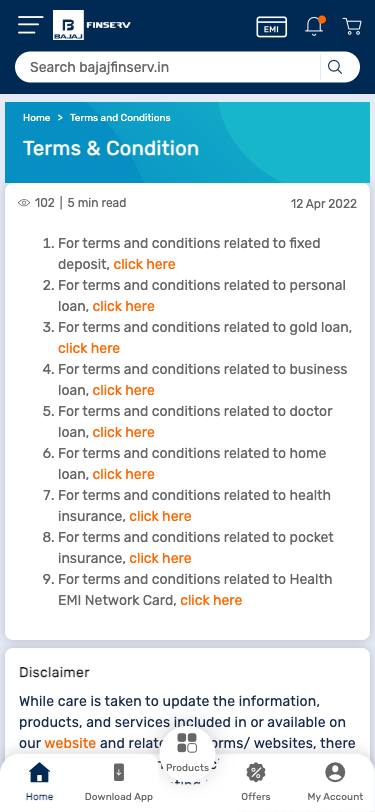 B
BAJAJ
FINSERV
EMI
Search bajajfinserv.in
Home > Terms and Conditions
Terms & Condition
102 | 5 min read
12 Apr 2022
1. For terms and conditions related to fixed
deposit, click here
2. For terms and conditions related to personal
loan, click here
3. For terms and conditions related to gold loan,
click here
4. For terms and conditions related to business
loan, click here
5. For terms and conditions related to doctor
loan, click here
6. For terms and conditions related to home
loan, click here
7. For terms and conditions related to health
insurance, click here
8. For terms and conditions related to pocket
insurance, click here
9. For terms and conditions related to Health
EMI Network Card, click here
Disclaimer
While care is taken to update the information,
products, and services included in or available on
our website and websites, there
Home
Download App
Products
Offers
My Account